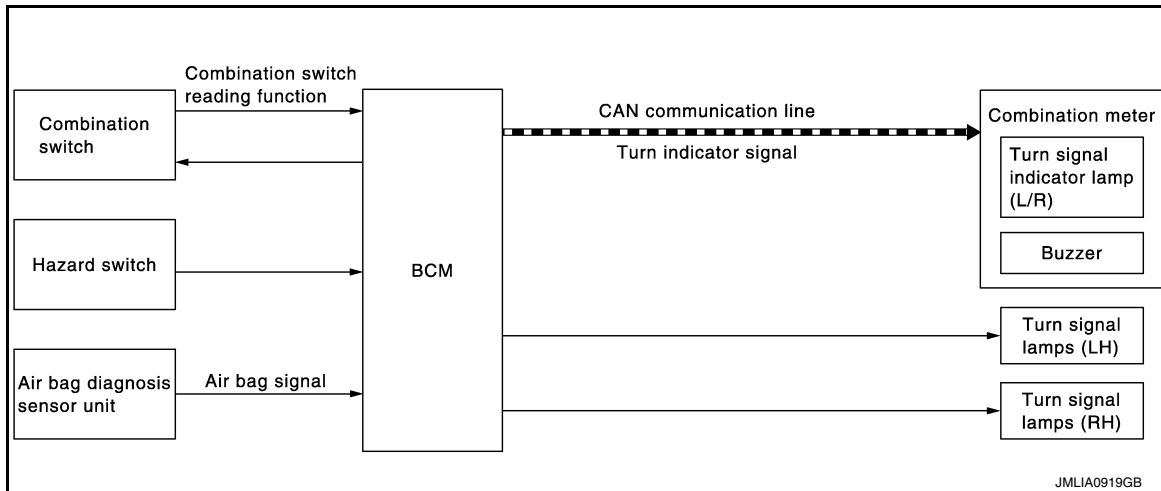 Combination switch
reading function
Combination
switch
Hazard switch
Air bag diagnosis
sensor unit
Air bag signal
BCM
CAN communication line
Turn indicator signal
Combination meter
Turn signal
indicator lamp
(L/R)
Buzzer
Turn signal
lamps (LH)
Turn signal
lamps (RH)
JMLIA0919GB